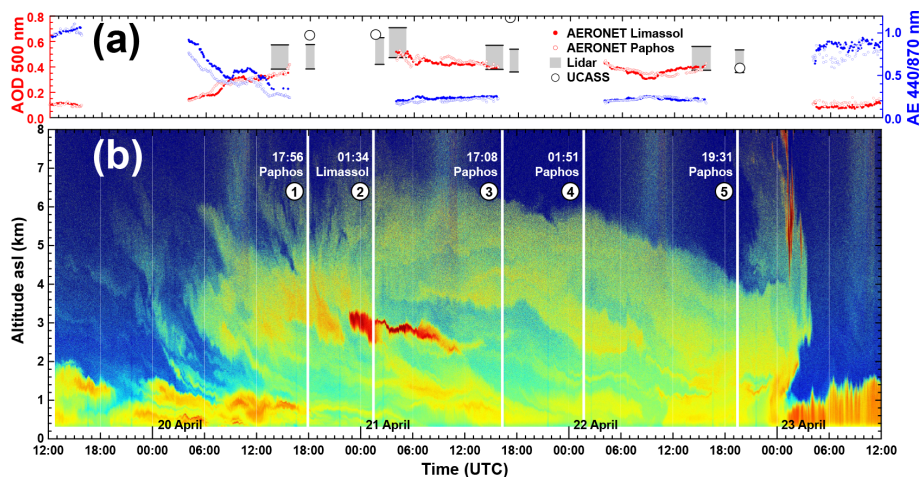 (a)
AOD 500 nm
0.8
0.6
0.4
0.2
0.0
AERONET Limassol
AERONET Paphos
Lidar
UCASS
1.0
0.5
0.0
AE 440/870 nm
(b)
Altitude asl (km)
8
7
6
5
4
3
2
1
0
17:56
Paphos
1
01:34
Limassol
2
17:08
Paphos
3
01:51
Paphos
4
19:31
Paphos
5
20 April
21 April
22 April
23 April
12:00 18:00 00:00 06:00 12:00 18:00 00:00 06:00 12:00 18:00 00:00 06:00 12:00 18:00 00:00 06:00 12:00
Time (UTC)